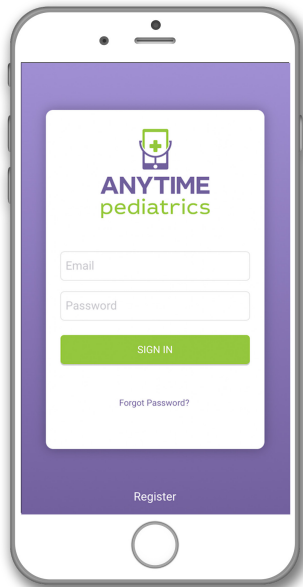 ANYTIME
pediatrics
Email
Password
SIGN IN
Forgot Password?
Register